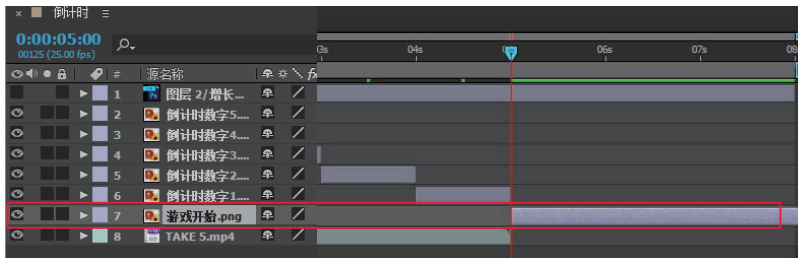 × 倒计时 ≡
0:00:05:00
00125 (25.00 fps)
03s 04s 06s 07s 08
# 源名称 fx
1 图层 2/增长...
2 倒计时数字5....
3 倒计时数字4....
4 倒计时数字3....
5 倒计时数字2....
6 倒计时数字1....
7 游戏开始.png
8 TAKE 5.mp4